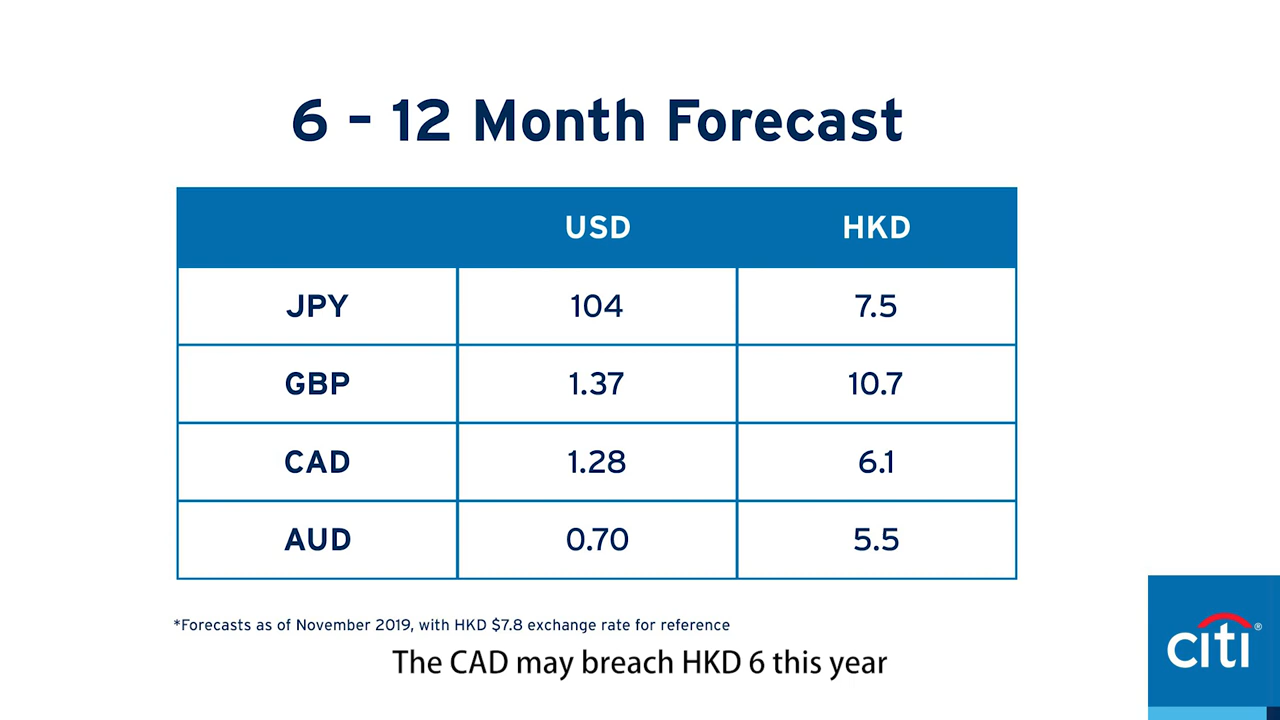 6 – 12 Month Forecast
USD HKD
JPY 104 7.5
GBP 1.37 10.7
CAD 1.28 6.1
AUD 0.70 5.5
*Forecasts as of November 2019, with HKD $7.8 exchange rate for reference
The CAD may breach HKD 6 this year
citi®